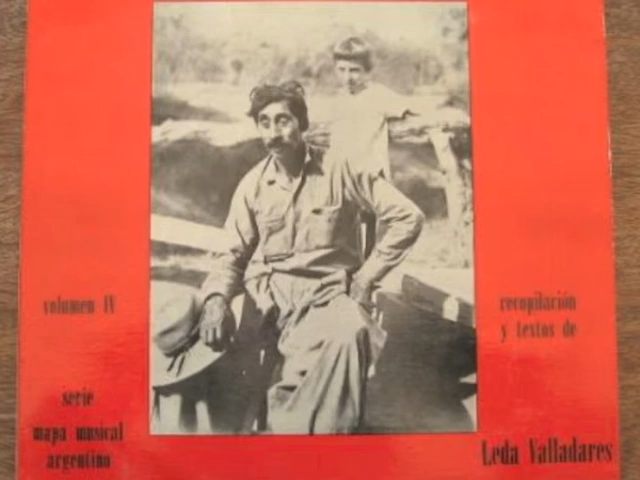 volumen IV
serie
mapa musical
argentino
recopilación
y textos de
Leda Valladares